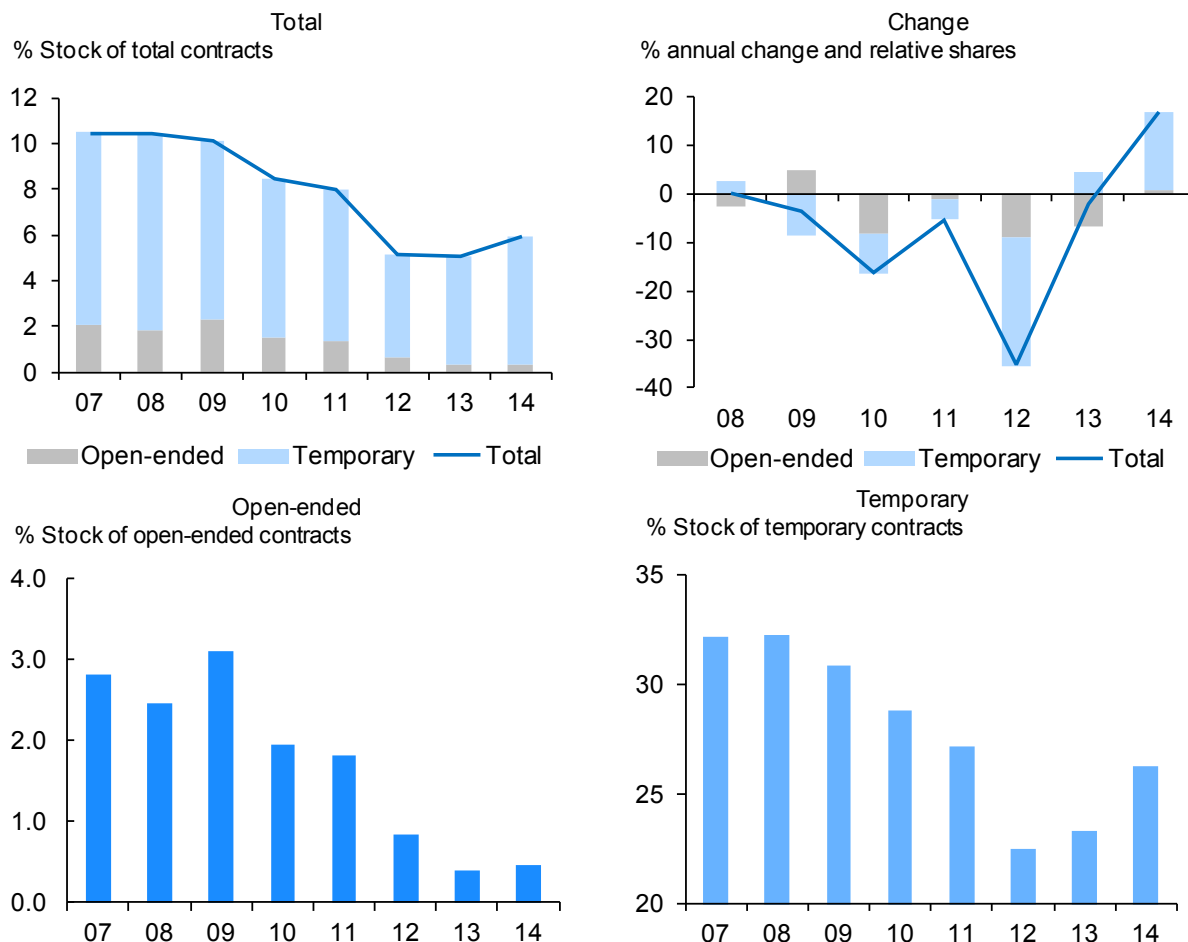 Total
% Stock of total contracts
12
10
8
6
4
2
0
07 08 09 10 11 12 13 14
Open-ended Temporary Total
Change
% annual change and relative shares
20
10
0
-10
-20
-30
-40
08 09 10 11 12 13 14
Open-ended Temporary Total
Open-ended
% Stock of open-ended contracts
4.0
3.0
2.0
1.0
0.0
07 08 09 10 11 12 13 14
Temporary
% Stock of temporary contracts
35
30
25
20
07 08 09 10 11 12 13 14